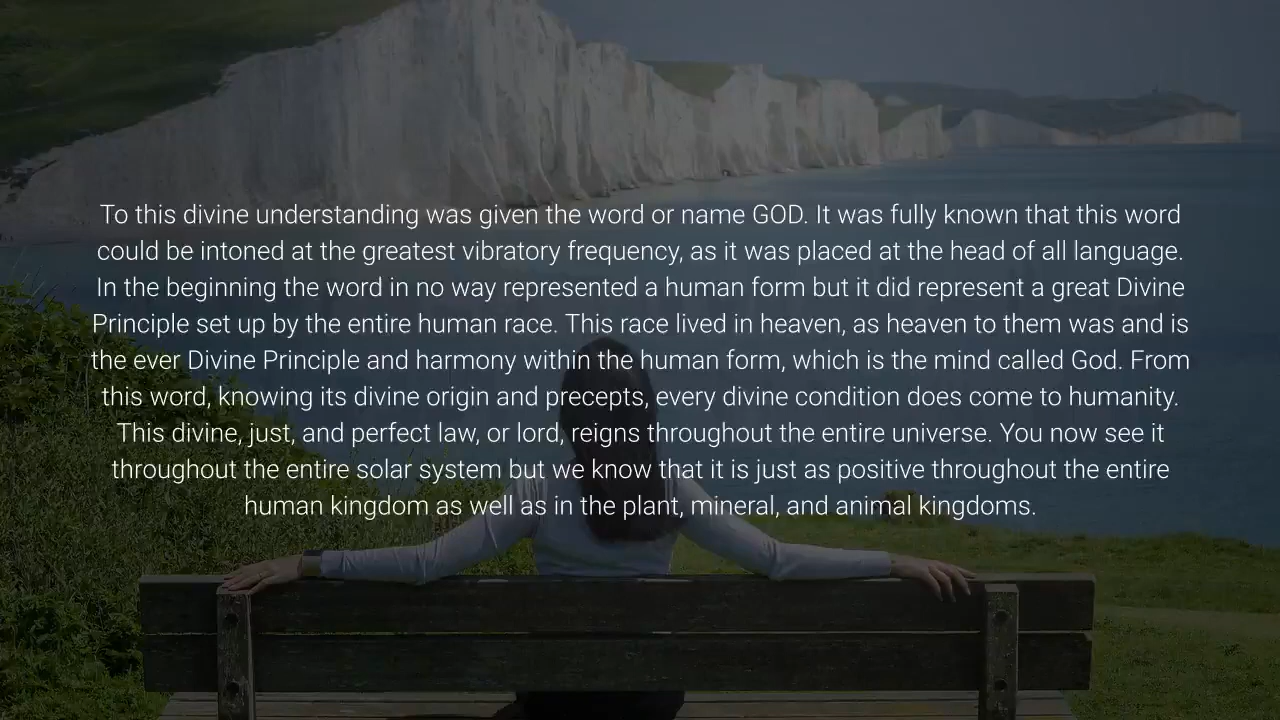 To this divine understanding was given the word or name GOD. It was fully known that this word
could be intoned at the greatest vibratory frequency, as it was placed at the head of all language.
In the beginning the word in no way represented a human form but it did represent a great Divine
Principle set up by the entire human race. This race lived in heaven, as heaven to them was and is
the ever Divine Principle and harmony within the human form, which is the mind called God. From
this word, knowing its divine origin and precepts, every divine condition does come to humanity.
This divine, just, and perfect law, or lord, reigns throughout the entire universe. You now see it
throughout the entire solar system but we know that it is just as positive throughout the entire
human kingdom as well as in the plant, mineral, and animal kingdoms.